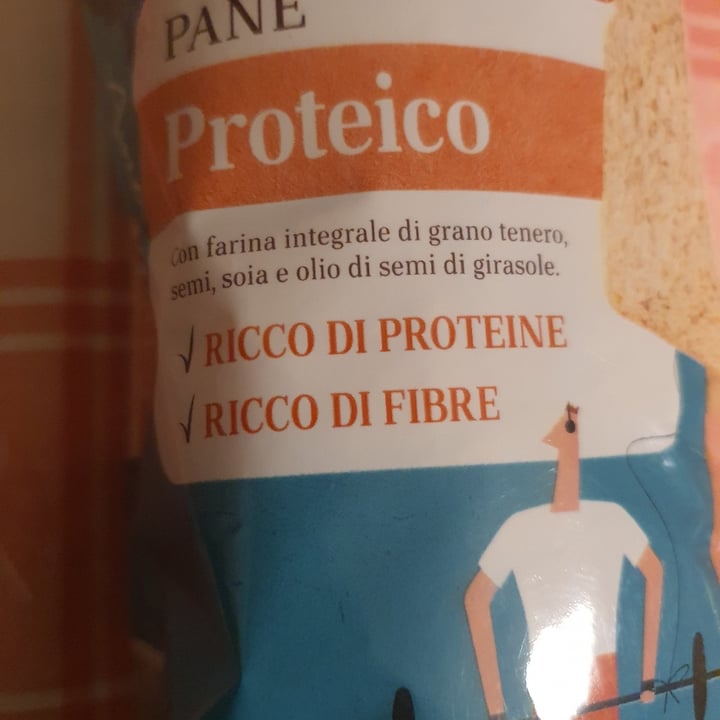 PANE
Proteico
Con farina integrale di grano tenero,
semi, soia e olio di semi di girasole.
√ RICCO DI PROTEINE
√ RICCO DI FIBRE